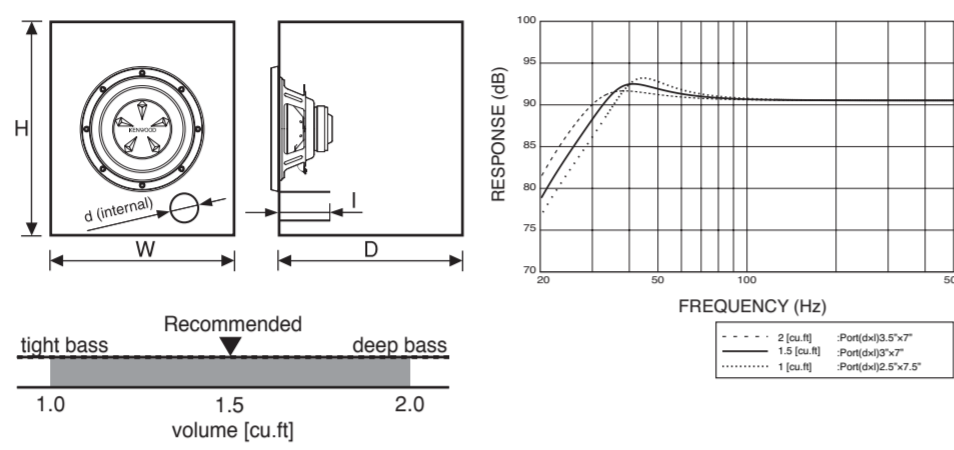 H
KENWOOD
d (internal)
W
I
D
Recommended
tight bass
deep bass
1.0
1.5
2.0
volume [cu.ft]
RESPONSE (dB)
100
95
90
85
80
75
70
20
50
100
50
FREQUENCY (Hz)
2 [cu.ft] :Port(d×l)3.5"×7"
1.5 [cu.ft] :Port(d×l)3"×7"
1 [cu.ft] :Port(d×l)2.5"×7.5"